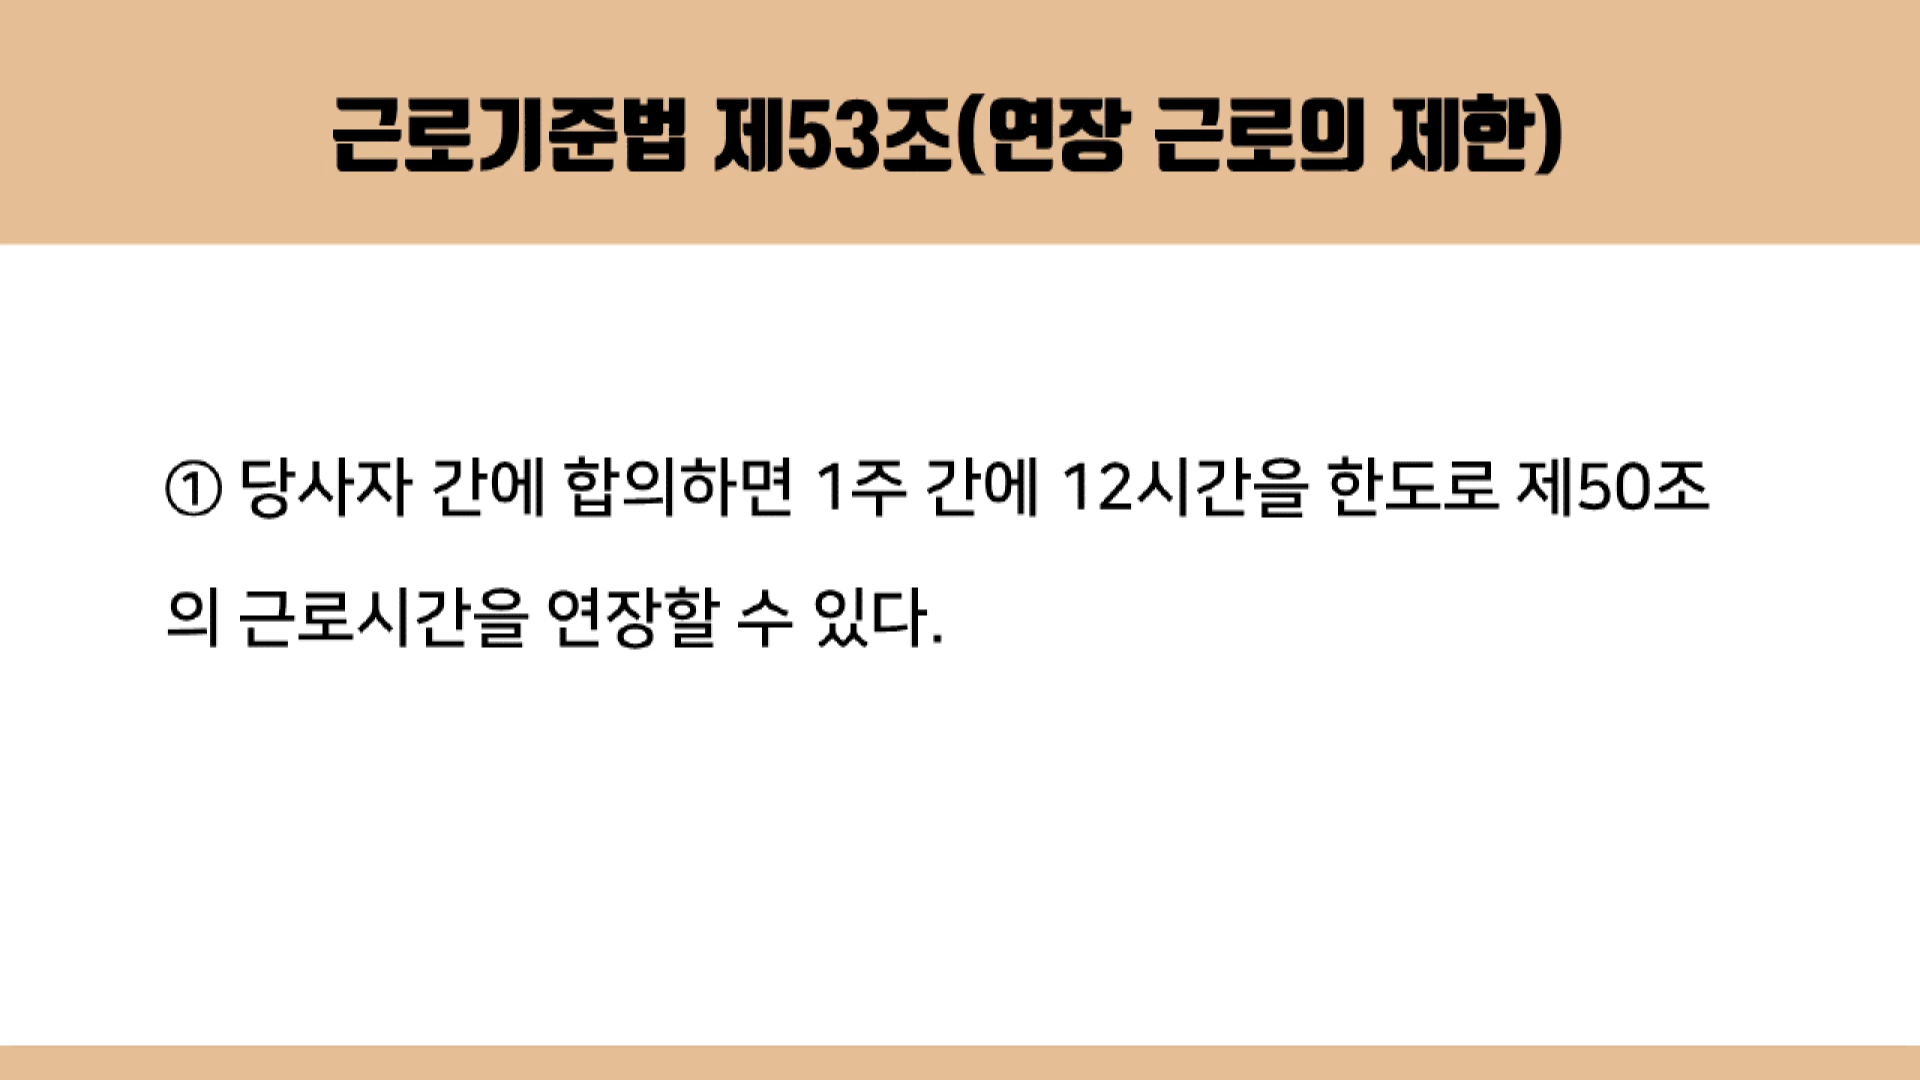 근로기준법 제53조(연장 근로의 제한)
① 당사자 간에 합의하면 1주 간에 12시간을 한도로 제50조
의 근로시간을 연장할 수 있다.